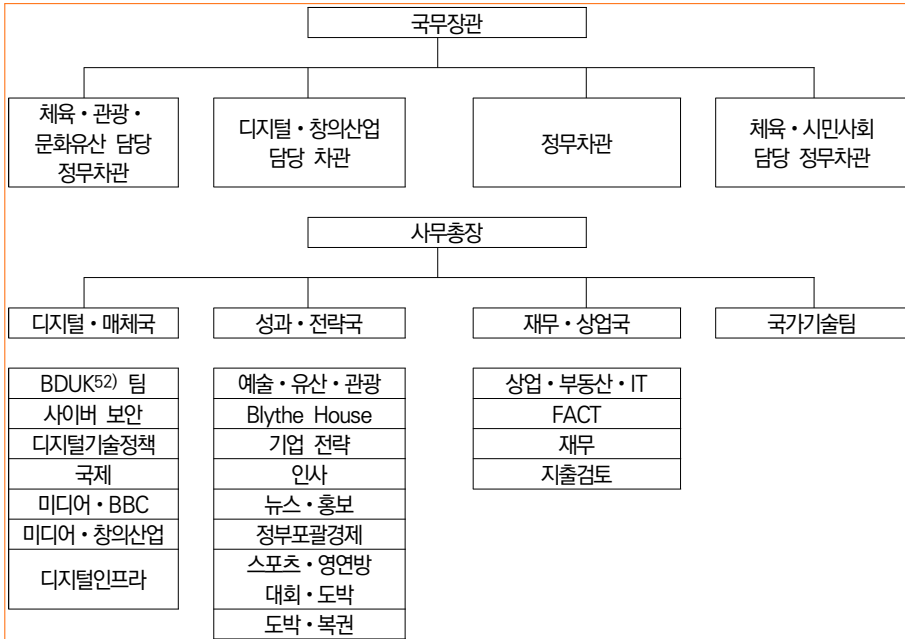 국무장관
체육・관광・
문화유산 담당
정무차관
디지털・창의산업
담당 차관
정무차관
체육・시민사회
담당 정무차관
사무총장
디지털・매체국
성과・전략국
재무・상업국
국가기술팀
BDUK52) 팀
사이버 보안
디지털기술정책
국제
미디어・BBC
미디어・창의산업
디지털인프라
예술・유산・관광
Blythe House
기업 전략
인사
뉴스・홍보
정부포괄경제
스포츠・영연방
대회・도박
도박・복권
상업・부동산・IT
FACT
재무
지출검토